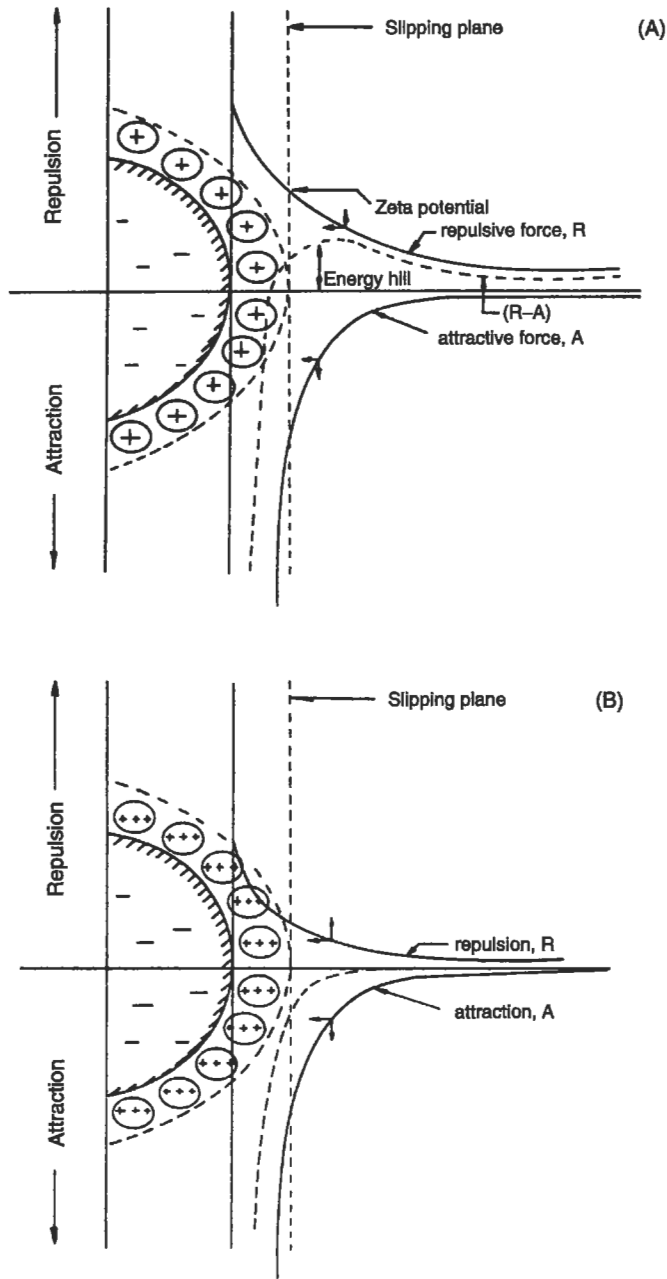 Slipping plane
(A)
Repulsion
Zeta potential
repulsive force, R
Energy hill
(R–A)
attractive force, A
Attraction
Slipping plane
(B)
Repulsion
repulsion, R
attraction, A
Attraction